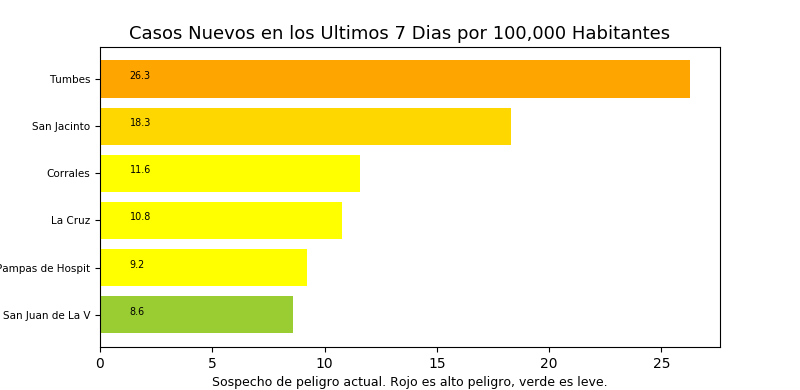 Casos Nuevos en los Ultimos 7 Dias por 100,000 Habitantes
Tumbes 26.3
San Jacinto 18.3
Corrales 11.6
La Cruz 10.8
Pampas de Hospit 9.2
San Juan de La V 8.6
0 5 10 15 20 25
Sospecho de peligro actual. Rojo es alto peligro, verde es leve.